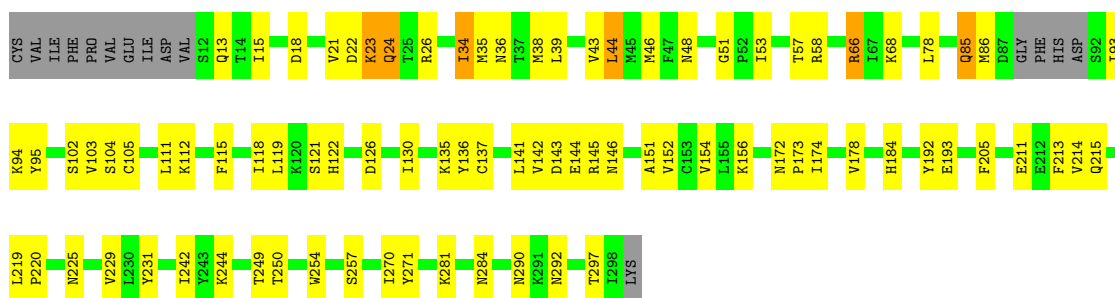 CYS VAL ILE PHE PRO VAL GLU ILE ASP VAL S12 Q13 T14 I15 D18 V21 D22 K23 Q24 T25 R26 I34 M35 N36 T37 M38 L39 V43 L44 M45 M46 F47 N48 G51 P52 I53 T57 R58 R66 I67 K68 L78 Q85 M86 D87 GLY PHE HIS ASP S92 I93
K94 Y95 S102 V103 S104 C105 L111 K112 F115 I118 L119 K120 S121 H122 D126 I130 K135 Y136 C137 L141 V142 D143 E144 R145 N146 A151 V152 C153 V154 L155 K156 N172 P173 I174 V178 H184 Y192 E193 F205 E211 E212 F213 V214 Q215
L219 P220 N225 V229 L230 Y231 I242 Y243 K244 T249 T250 W254 S257 I270 Y271 K281 N284 N290 K291 N292 T297 I298 LYS